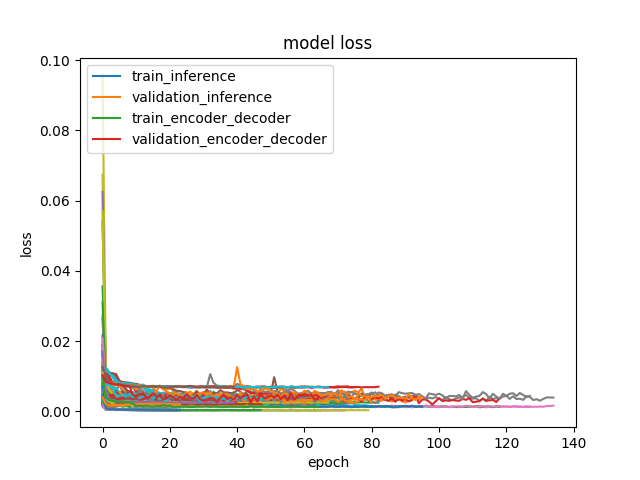 model loss
train_inference
validation_inference
train_encoder_decoder
validation_encoder_decoder
loss
0.10
0.08
0.06
0.04
0.02
0.00
0 20 40 60 80 100 120 140
epoch